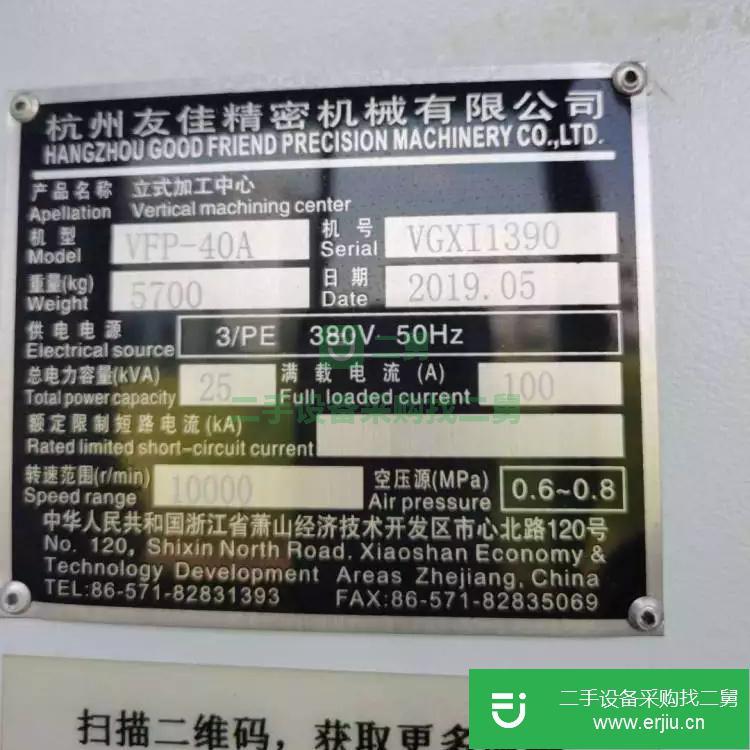 杭州友佳精密机械有限公司
HANGZHOU GOOD FRIEND PRECISION MACHINERY CO.,LTD.
产品名称 立式加工中心
Apellation Vertical machining center
机型 VFP-40A 机号 VGXI1390
Model Serial
重量(kg) 5700 日期 2019.05
Weight Date
供电电源 3/PE 380V 50Hz
Electrical source
总电力容量(kVA) 25 满载电流(A) 100
Total power capacity Full loaded current
二舅
二手设备采购找二舅
额定限制短路电流(kA)
Rated limited short-circuit current
转速范围(r/min) 10000 空压源(MPa) 0.6~0.8
Speed range Air pressure
中华人民共和国浙江省萧山经济技术开发区市心北路120号
No. 120, Shixin North Road, Xiaoshan Economy &
Technology Development Areas Zhejiang, China
TEL:86-571-82831393 FAX:86-571-82835069
扫描二维码，获取更多
二手设备采购找二舅
www.erjiu.cn